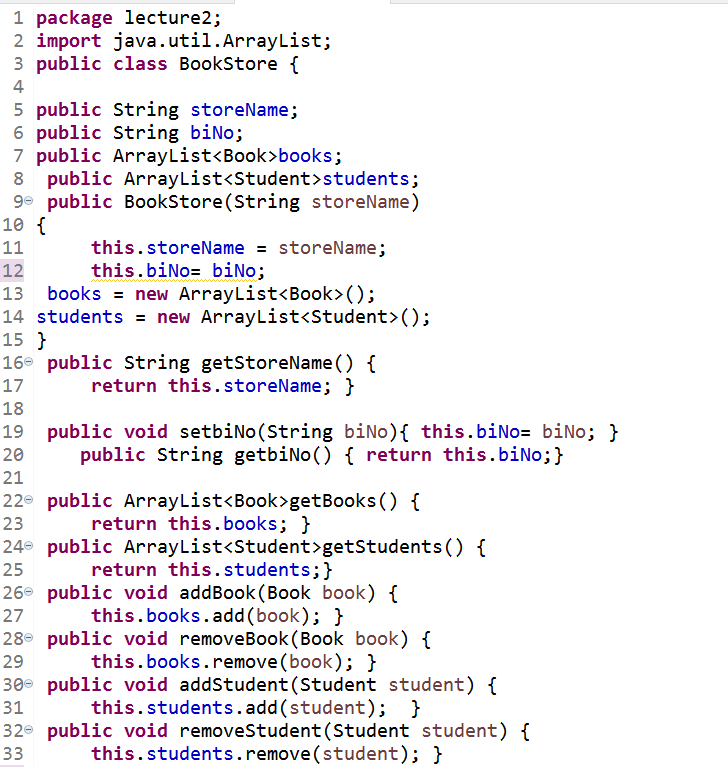 1 package lecture2;
2 import java.util.ArrayList;
3 public class BookStore {
4
5 public String storeName;
6 public String biNo;
7 public ArrayList<Book>books;
8 public ArrayList<Student>students;
9 public BookStore(String storeName)
10 {
11 this.storeName = storeName;
12 this.biNo= biNo;
13 books = new ArrayList<Book>();
14 students = new ArrayList<Student>();
15 }
16 public String getStoreName() {
17 return this.storeName; }
18
19 public void setbiNo(String biNo){ this.biNo= biNo; }
20 public String getbiNo() { return this.biNo;}
21
22 public ArrayList<Book>getBooks() {
23 return this.books; }
24 public ArrayList<Student>getStudents() {
25 return this.students;}
26 public void addBook(Book book) {
27 this.books.add(book); }
28 public void removeBook(Book book) {
29 this.books.remove(book); }
30 public void addStudent(Student student) {
31 this.students.add(student); }
32 public void removeStudent(Student student) {
33 this.students.remove(student); }